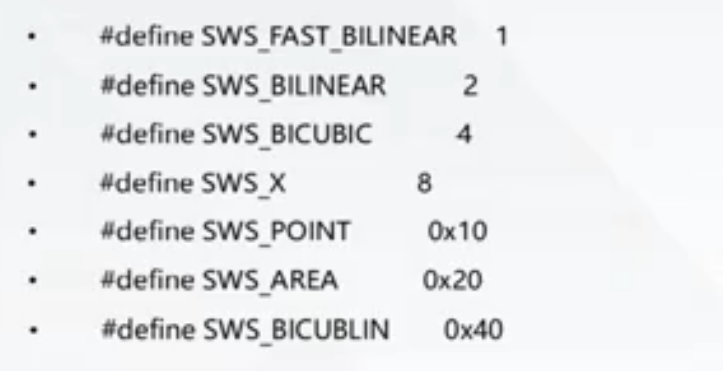 • #define SWS_FAST_BILINEAR 1
• #define SWS_BILINEAR 2
• #define SWS_BICUBIC 4
• #define SWS_X 8
• #define SWS_POINT 0x10
• #define SWS_AREA 0x20
• #define SWS_BICUBLIN 0x40